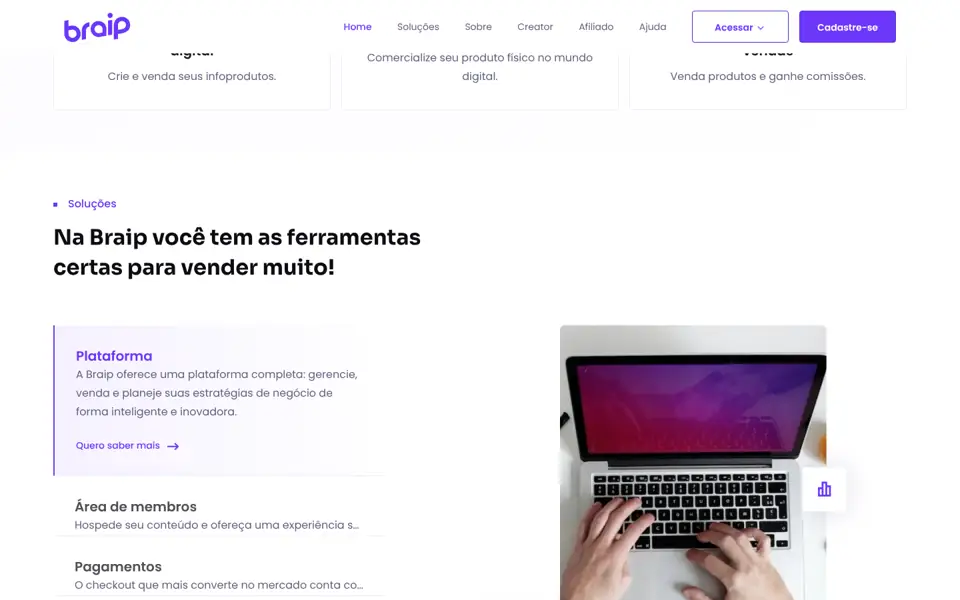 braip
Home Soluções Sobre Creator Afiliado Ajuda Acessar Cadastre-se
Comercialize seu produto físico no mundo
digital.
Crie e venda seus infoprodutos.
Venda produtos e ganhe comissões.
Soluções
Na Braip você tem as ferramentas
certas para vender muito!
Plataforma
A Braip oferece uma plataforma completa: gerencie,
venda e planeje suas estratégias de negócio de
forma inteligente e inovadora.
Quero saber mais
Área de membros
Hospede seu conteúdo e ofereça uma experiência s...
Pagamentos
O checkout que mais converte no mercado conta co...